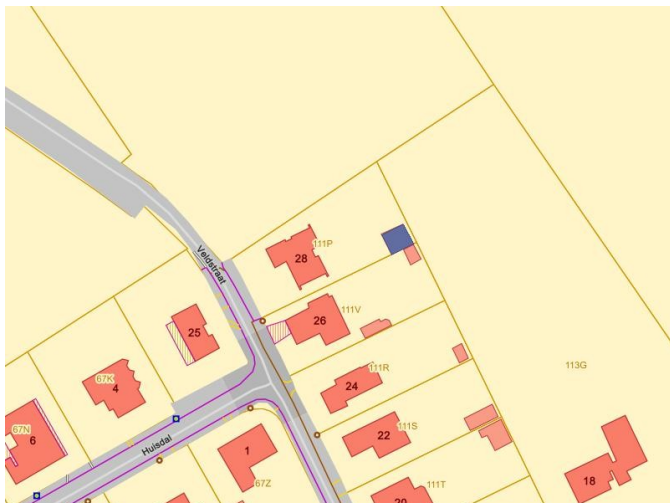 Veldstraat
111P
28
111V
26
25
113G
67K
4
111R
24
67N
6
111S
22
Huisdal
1
18
67Z
111T
20